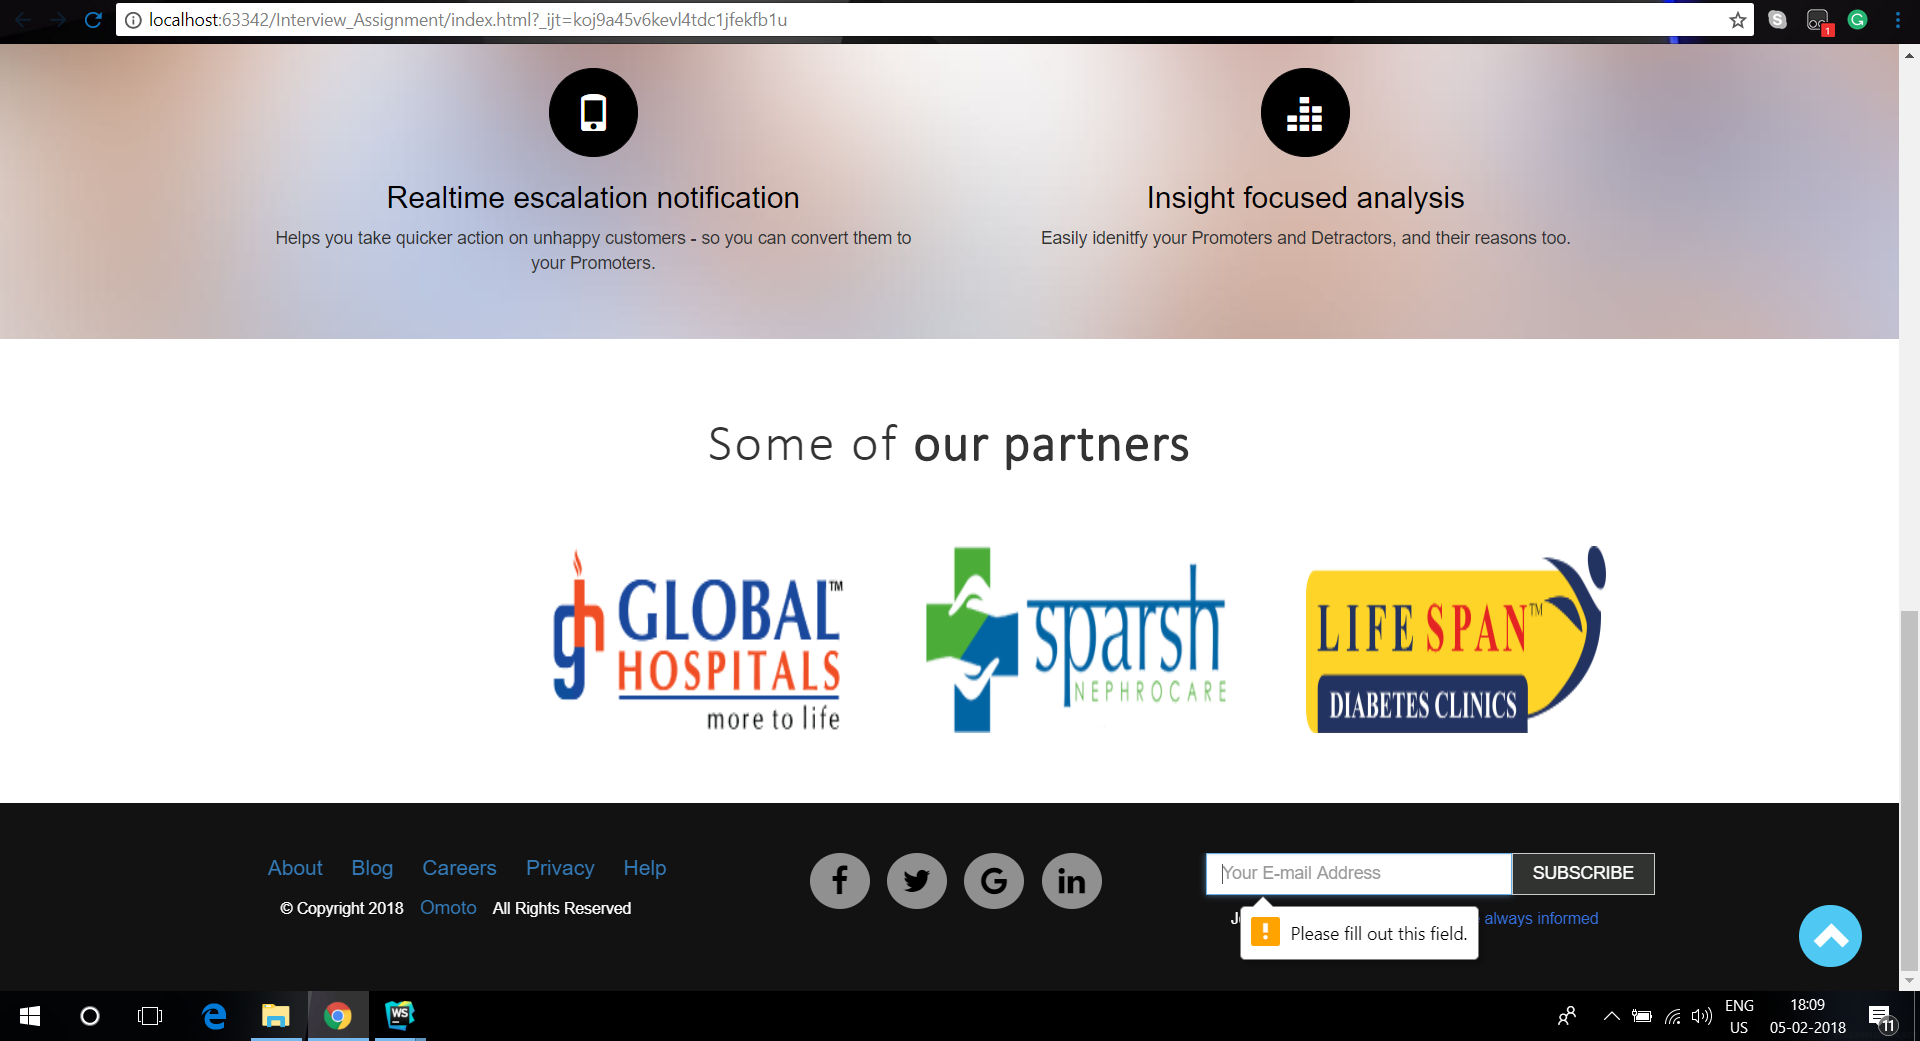 localhost:63342/Interview_Assignment/index.html?_ijt=koj9a45v6kevl4tdc1jfekfb1u
S
1
G
Realtime escalation notification
Helps you take quicker action on unhappy customers - so you can convert them to
your Promoters.
Insight focused analysis
Easily idenitfy your Promoters and Detractors, and their reasons too.
Some of our partners
gh GLOBAL™
HOSPITALS
more to life
sparsh
NEPHROCARE
LIFE SPAN™
DIABETES CLINICS
About Blog Careers Privacy Help
© Copyright 2018 Omoto All Rights Reserved
f G in
Your E-mail Address SUBSCRIBE
always informed
Please fill out this field.
WS
ENG
US
18:09
05-02-2018
11